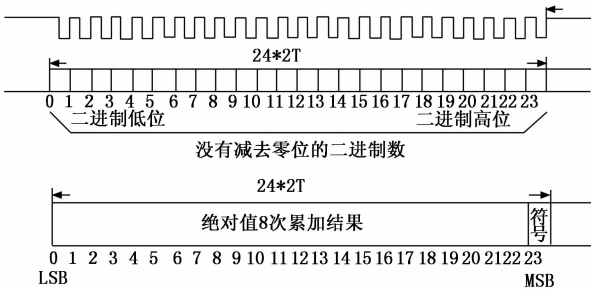 24*2T
0 1 2 3 4 5 6 7 8 9 10 11 12 13 14 15 16 17 18 19 20 21 22 23
二进制低位 二进制高位
没有减去零位的二进制数
24*2T
绝对值8次累加结果 符号
0 1 2 3 4 5 6 7 8 9 10 11 12 13 14 15 16 17 18 19 20 21 22 23
LSB MSB